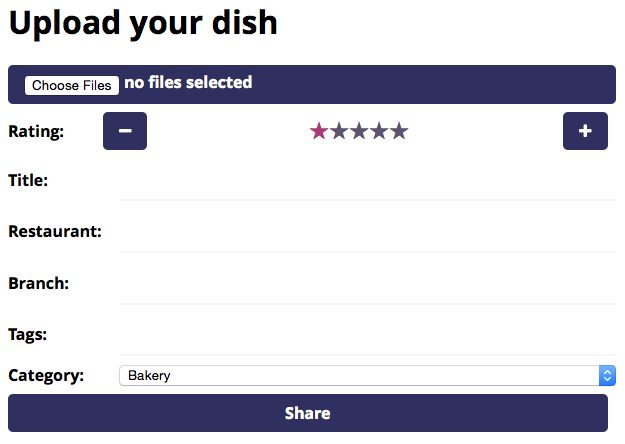 Upload your dish
Choose Files no files selected
Rating: − ★★★★★ +
Title:
Restaurant:
Branch:
Tags:
Category: Bakery
Share